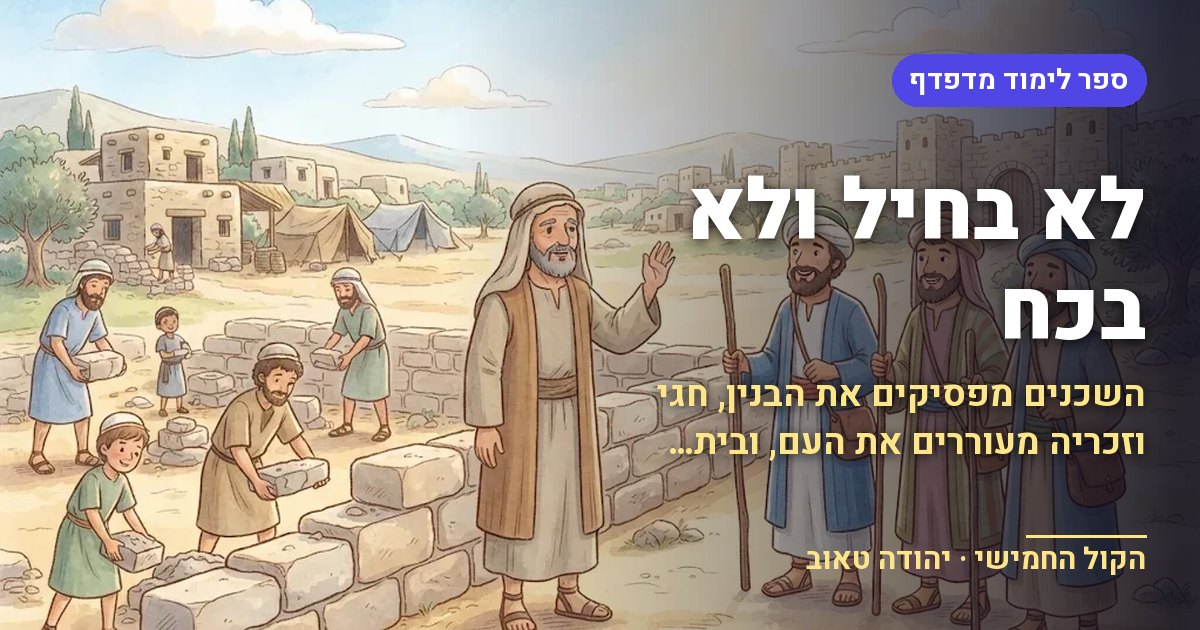 ספר לימוד מדפדף
לא בחיל ולא
בכח
השכנים מפסיקים את הבנין, חגי
וזכריה מעוררים את העם, ובית...
הקול החמישי · יהודה טאוב